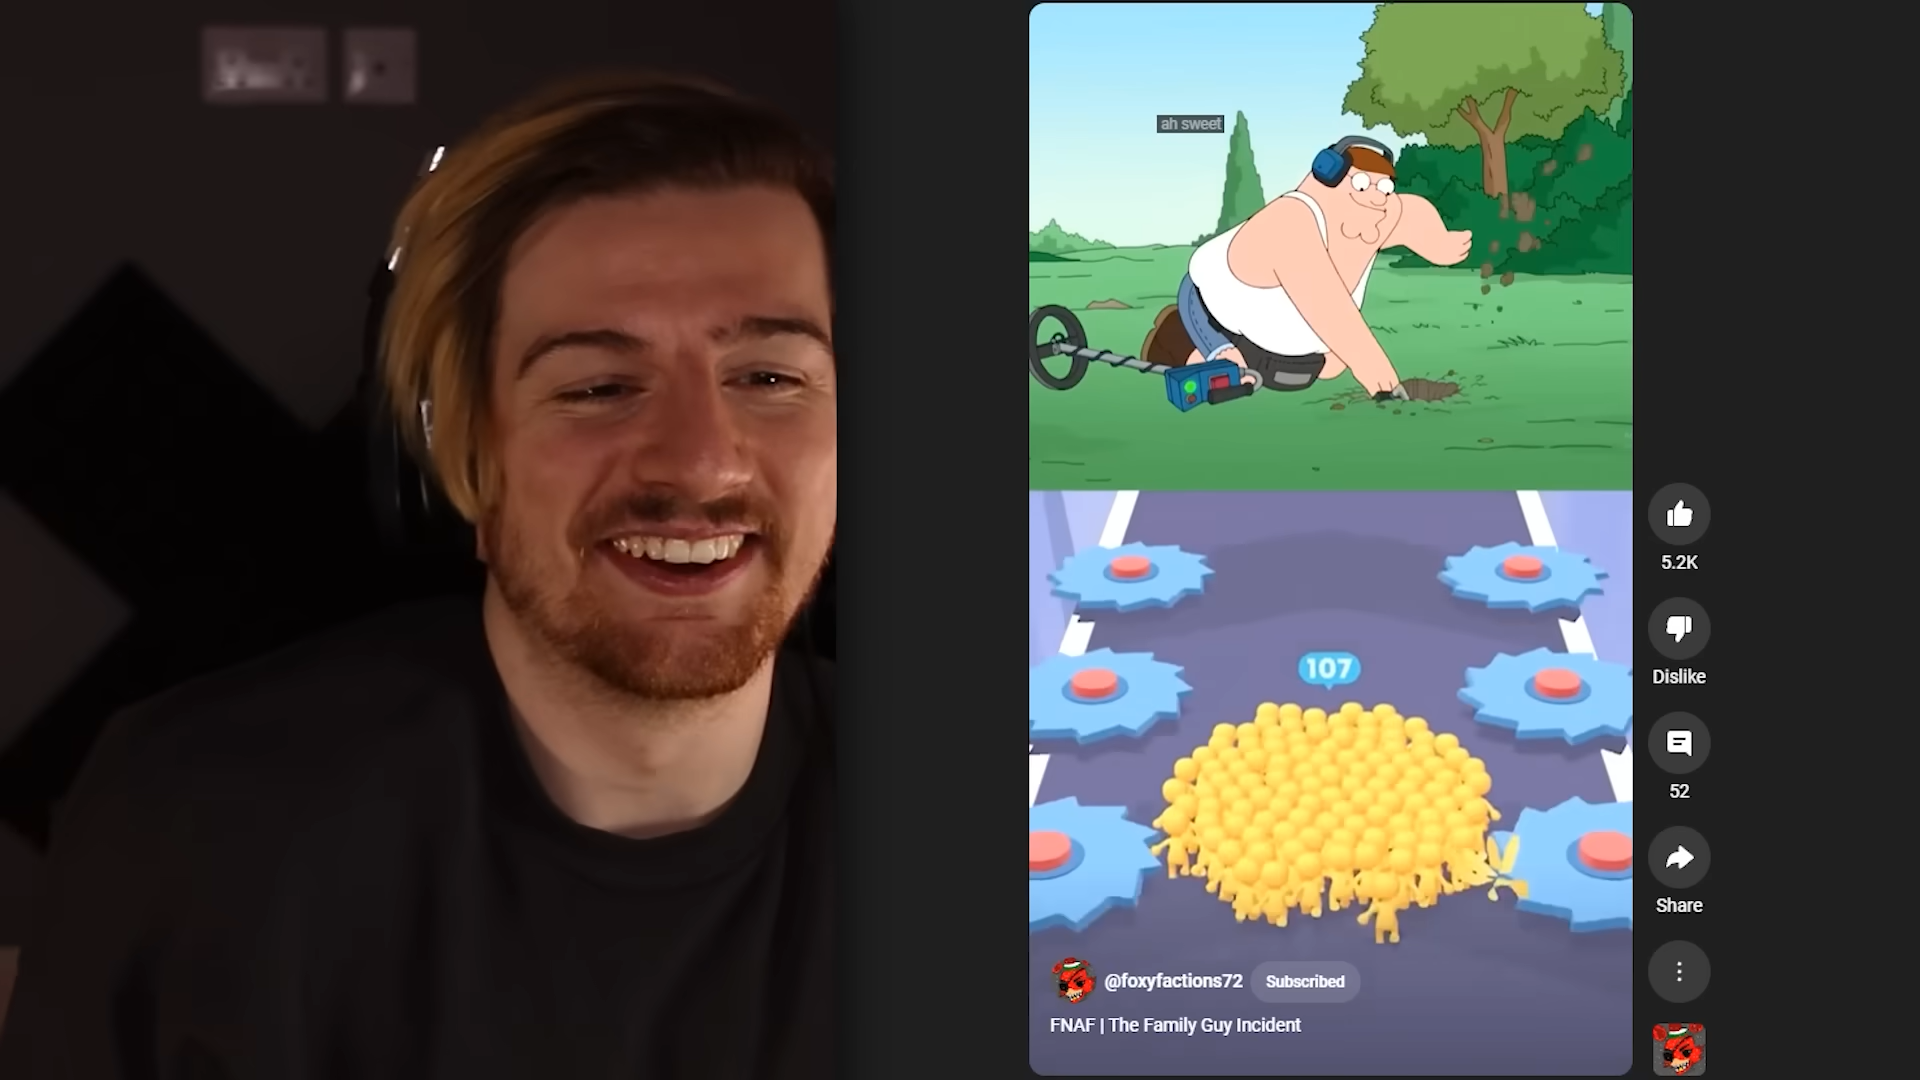 ah sweet
107
5.2K
Dislike
52
Share
@foxyfactions72 Subscribed
FNAF | The Family Guy Incident